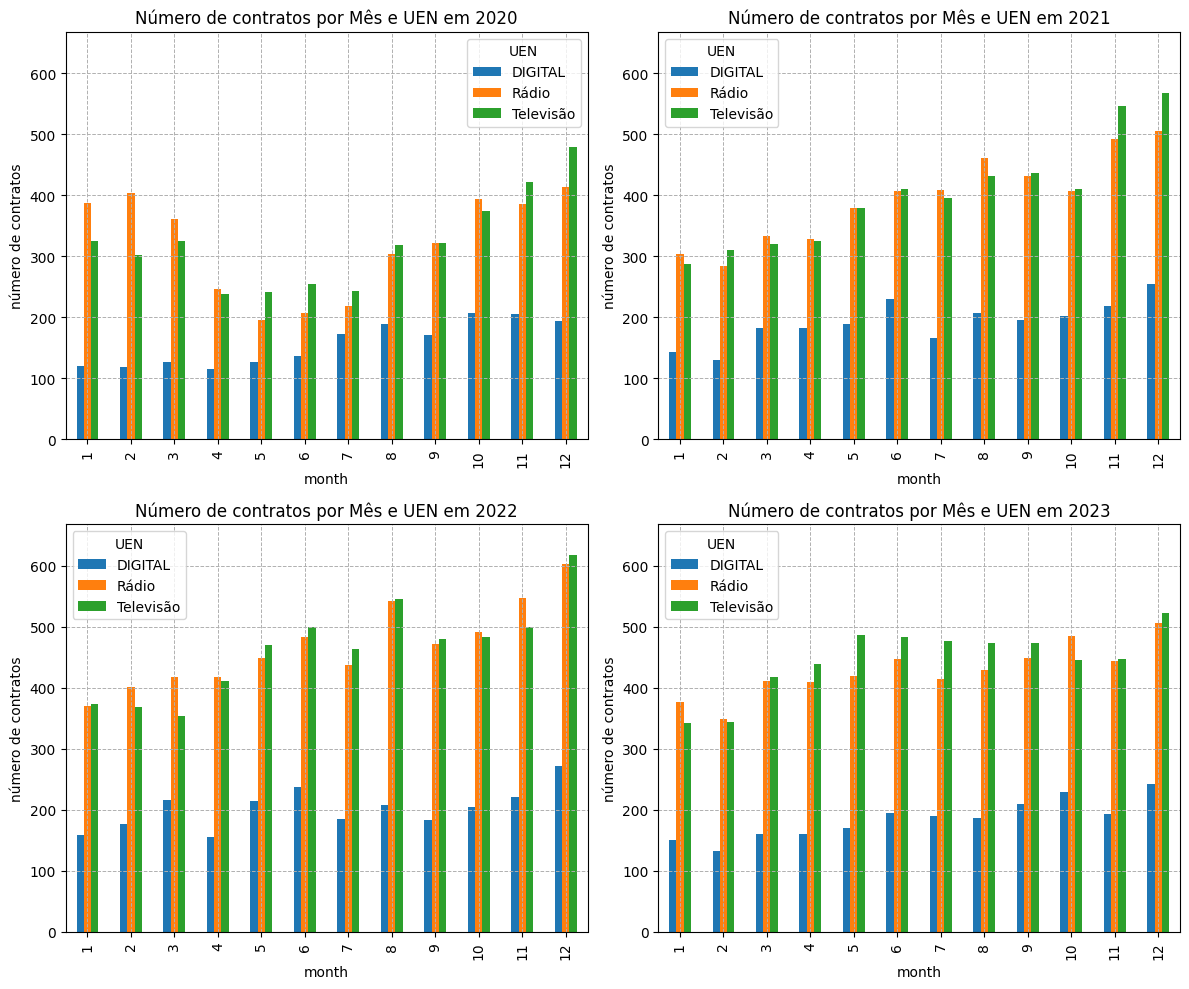 Número de contratos por Mês e UEN em 2020
número de contratos
600
500
400
300
200
100
0
UEN
DIGITAL
Rádio
Televisão
1 2 3 4 5 6 7 8 9 10 11 12
month
Número de contratos por Mês e UEN em 2021
número de contratos
600
500
400
300
200
100
0
UEN
DIGITAL
Rádio
Televisão
1 2 3 4 5 6 7 8 9 10 11 12
month
Número de contratos por Mês e UEN em 2022
número de contratos
600
500
400
300
200
100
0
UEN
DIGITAL
Rádio
Televisão
1 2 3 4 5 6 7 8 9 10 11 12
month
Número de contratos por Mês e UEN em 2023
número de contratos
600
500
400
300
200
100
0
UEN
DIGITAL
Rádio
Televisão
1 2 3 4 5 6 7 8 9 10 11 12
month